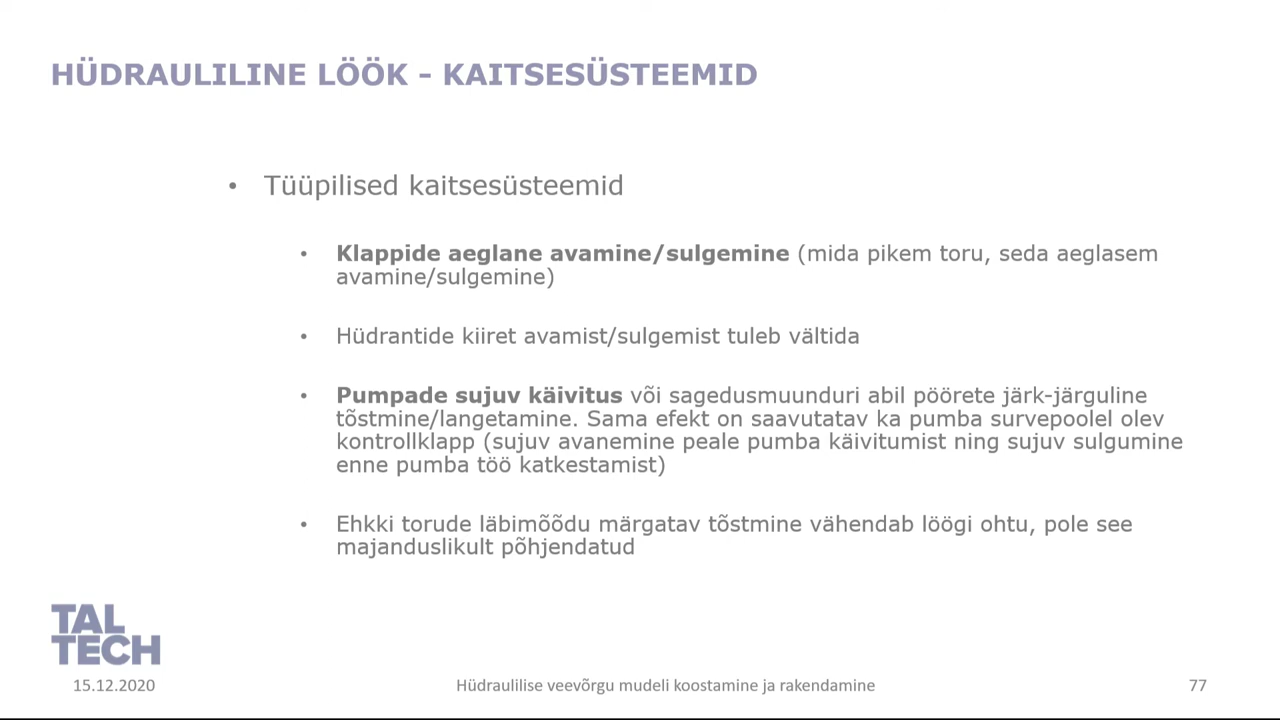 HÜDRAULILINE LÖÖK - KAITSESÜSTEEMID
• Tüüpilised kaitsesüsteemid
• Klappide aeglane avamine/sulgemine (mida pikem toru, seda aeglasem
avamine/sulgemine)
• Hüdrantide kiiret avamist/sulgemist tuleb vältida
• Pumpade sujuv käivitus või sagedusmuunduri abil pöörete järk-järguline
tõstmine/langetamine. Sama efekt on saavutatav ka pumba survepoolel olev
kontrollklapp (sujuv avanemine peale pumba käivitumist ning sujuv sulgumine
enne pumba töö katkestamist)
• Ehkki torude läbimõõdu märgatav tõstmine vähendab löögi ohtu, pole see
majanduslikult põhjendatud
TAL
TECH
15.12.2020
Hüdraulilise veevõrgu mudeli koostamine ja rakendamine
77